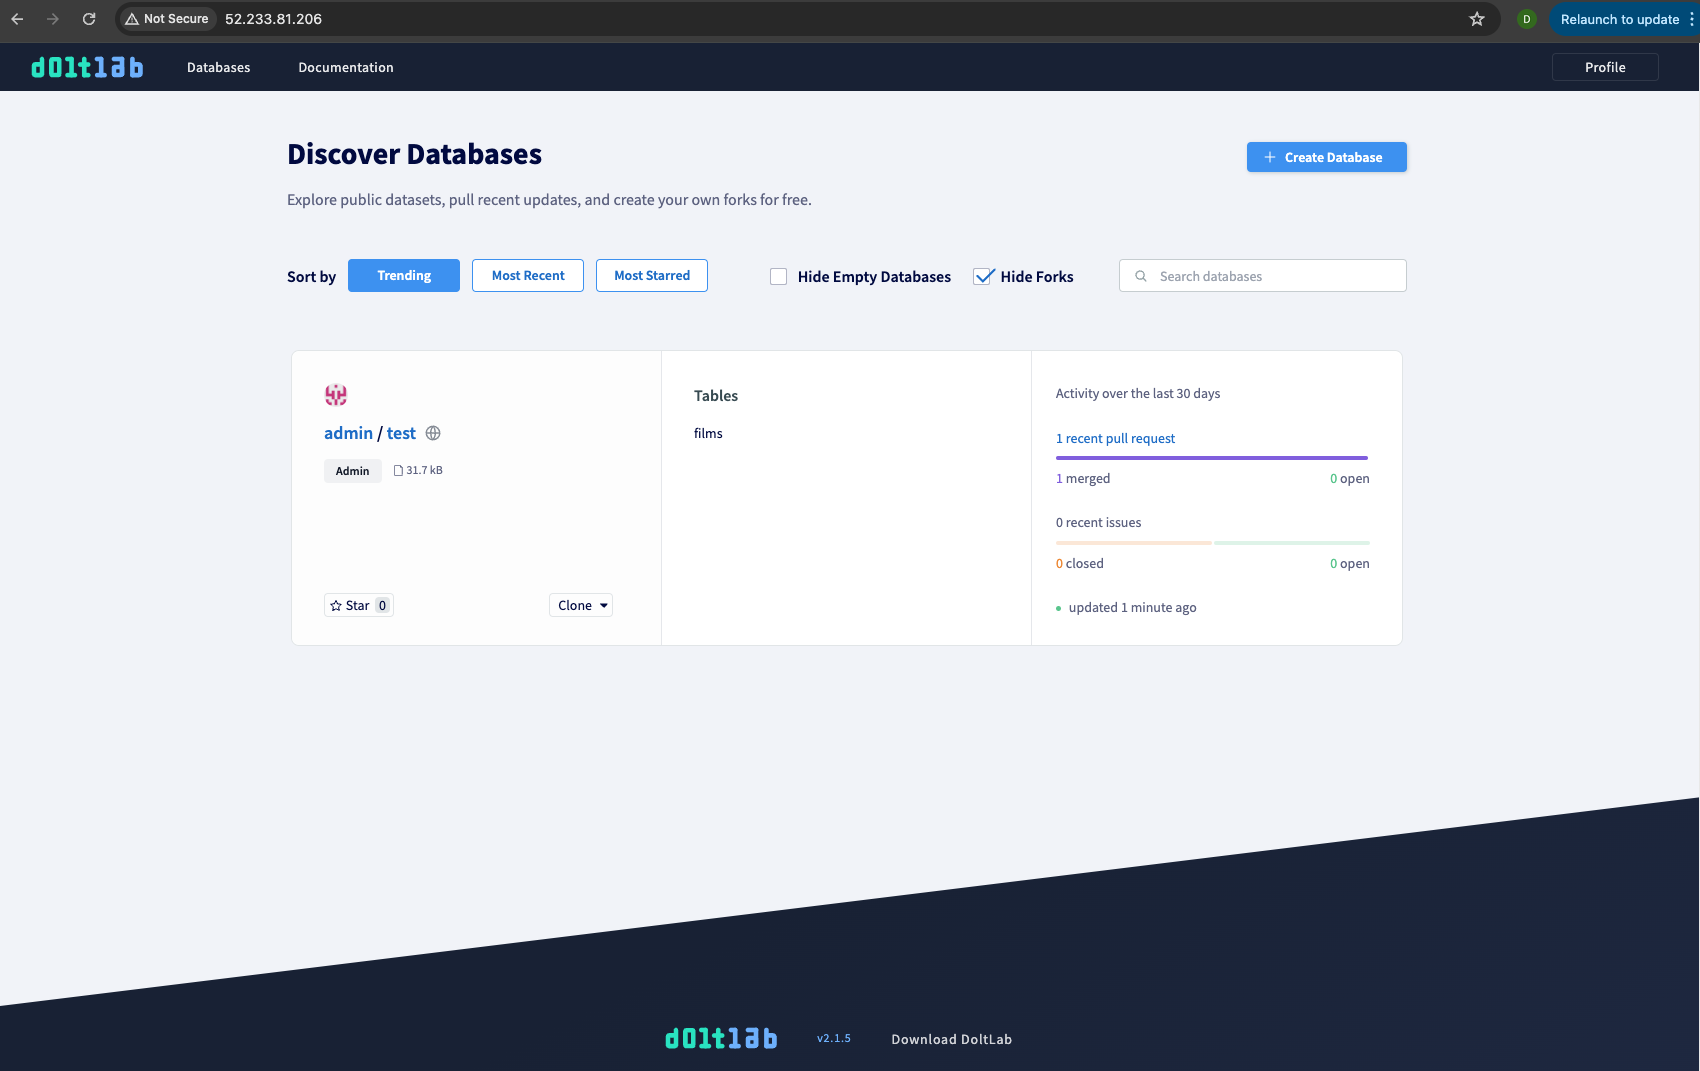 Not Secure 52.233.81.206 D Relaunch to update
doltlab Databases Documentation Profile
Discover Databases
+ Create Database
Explore public datasets, pull recent updates, and create your own forks for free.
Sort by Trending Most Recent Most Starred Hide Empty Databases Hide Forks Search databases
admin / test
Admin 31.7 kB
Star 0 Clone
Tables
films
Activity over the last 30 days
1 recent pull request
1 merged 0 open
0 recent issues
0 closed 0 open
updated 1 minute ago
doltlab v2.1.5 Download DoltLab